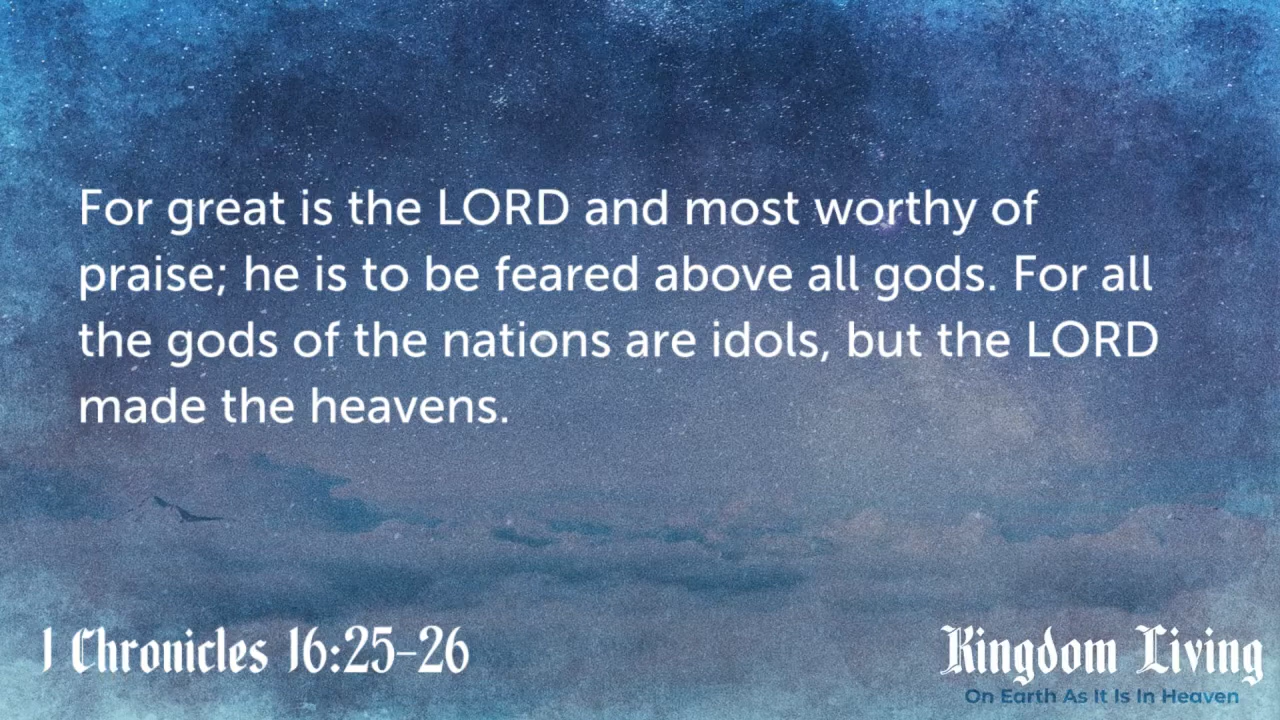 For great is the LORD and most worthy of
praise; he is to be feared above all gods. For all
the gods of the nations are idols, but the LORD
made the heavens.
1 Chronicles 16:25-26
Kingdom Living
On Earth As It Is In Heaven